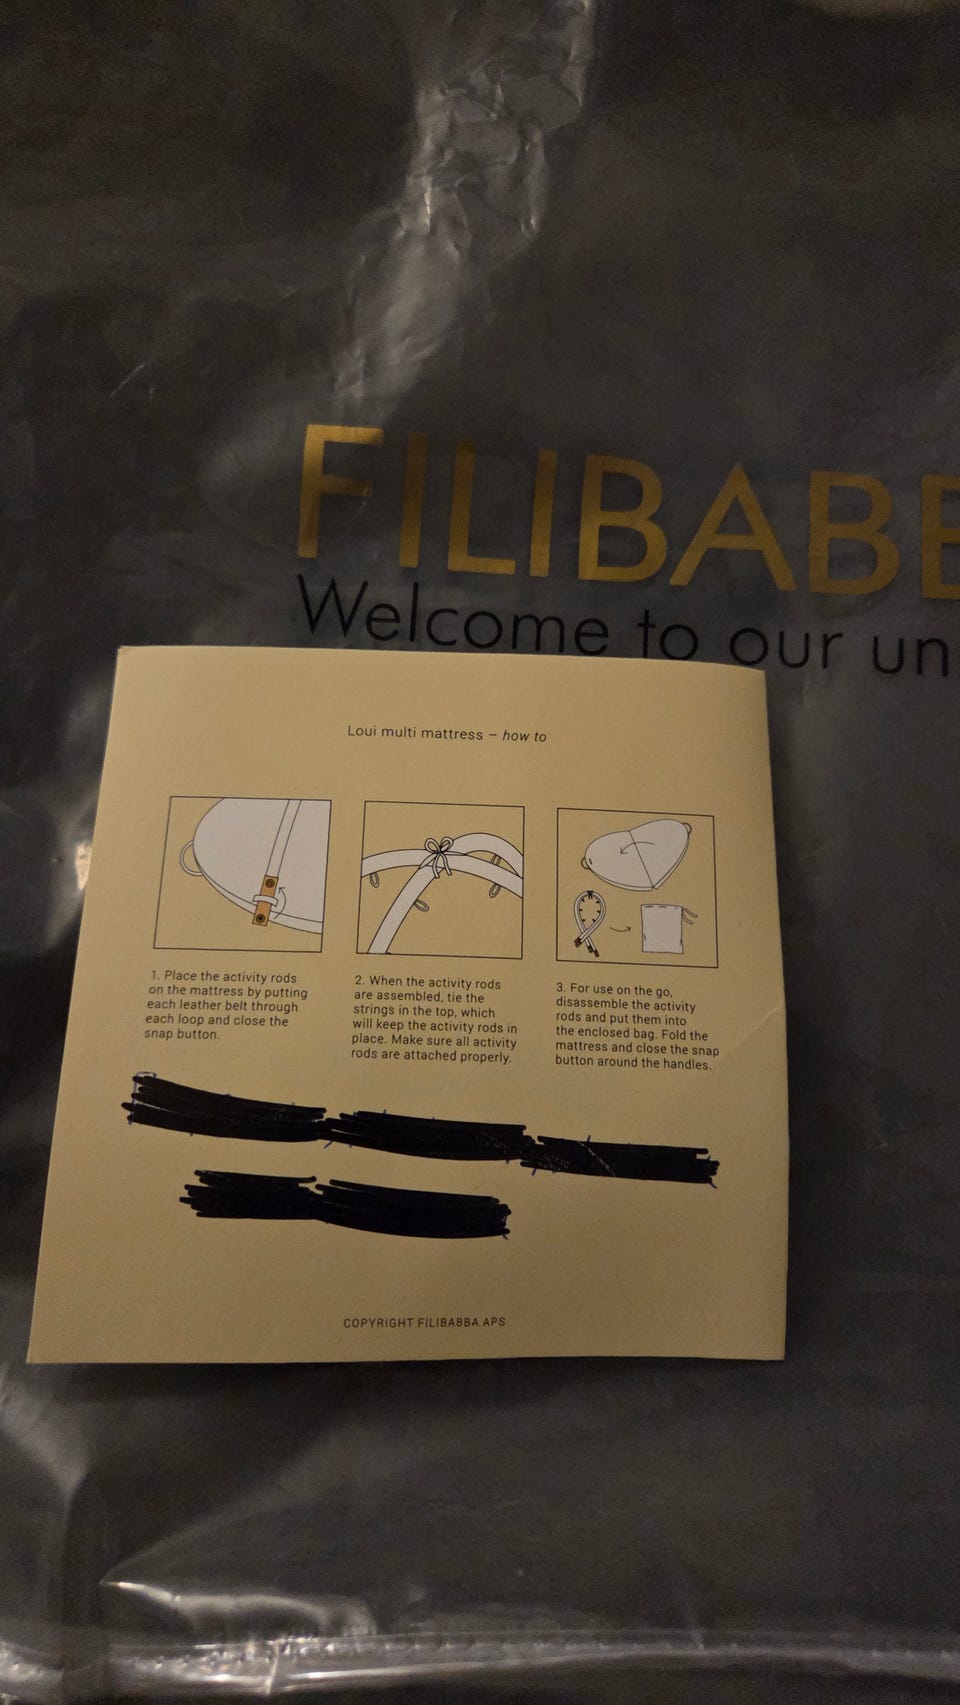 FILIBABB
Welcome to our un
Loui multi mattress – how to
1. Place the activity rods
on the mattress by putting
each leather belt through
each loop and close the
snap button.
2. When the activity rods
are assembled, tie the
strings in the top, which
will keep the activity rods in
place. Make sure all activity
rods are attached properly.
3. For use on the go,
disassemble the activity
rods and put them into
the enclosed bag. Fold the
mattress and close the snap
button around the handles.
COPYRIGHT FILIBABBA APS